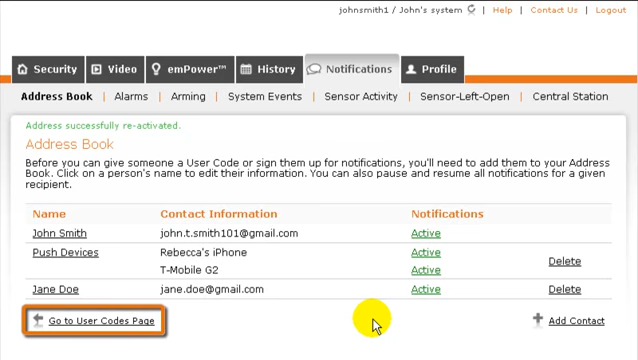 johnsmith1 / John's system | Help | Contact Us | Logout
Security Video emPower™ History Notifications Profile
Address Book | Alarms | Arming | System Events | Sensor Activity | Sensor-Left-Open | Central Station
Address successfully re-activated.
Address Book
Before you can give someone a User Code or sign them up for notifications, you'll need to add them to your Address
Book. Click on a person's name to edit their information. You can also pause and resume all notifications for a given
recipient.
Name Contact Information Notifications
John Smith john.t.smith101@gmail.com Active
Push Devices Rebecca's iPhone Active
Delete
T-Mobile G2 Active
Jane Doe jane.doe@gmail.com Active Delete
Go to User Codes Page Add Contact